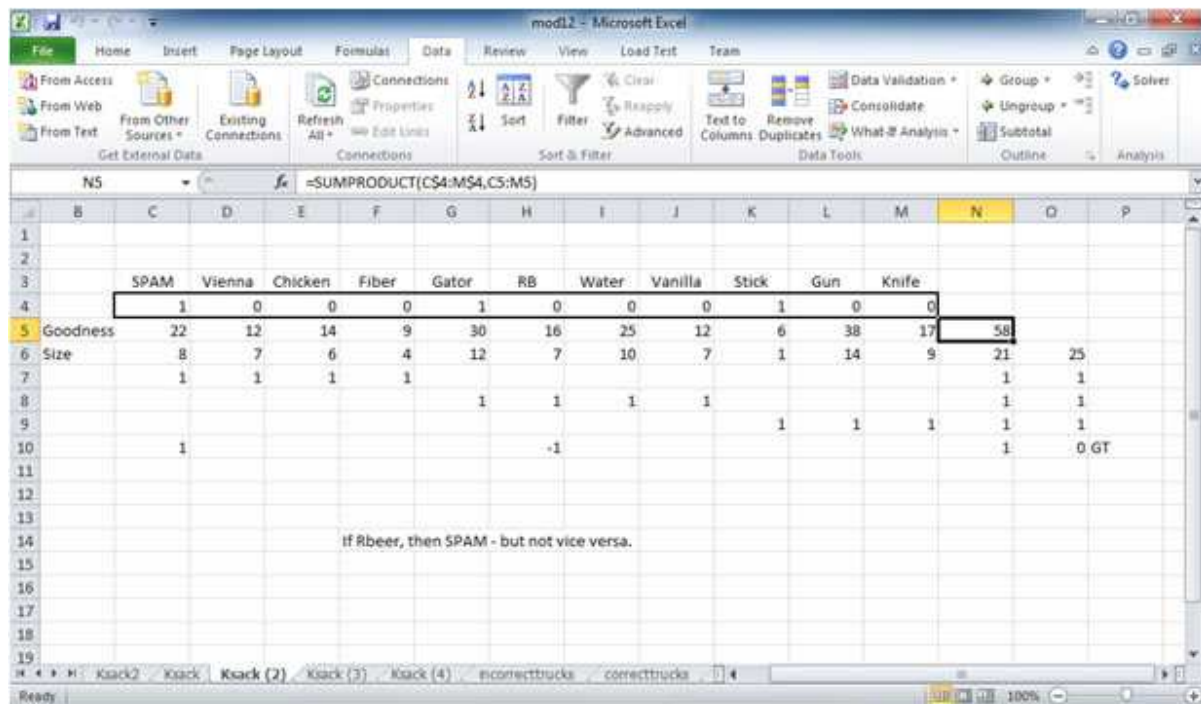 mod12 - Microsoft Excel
File Home Insert Page Layout Formulas Data Review View Load Test Team
From Access
From Web
From Text
From Other Sources
Existing Connections
Get External Data
Refresh All
Connections
Properties
Edit Links
Connections
Sort
Filter
Clear
Reapply
Advanced
Sort & Filter
Text to Columns
Remove Duplicates
Data Validation
Consolidate
What-If Analysis
Data Tools
Group
Ungroup
Subtotal
Outline
Solver
Analysis
N5 fx =SUMPRODUCT(C$4:M$4,C5:M5)
B C D E F G H I J K L M N O P
1
2
3 SPAM Vienna Chicken Fiber Gator RB Water Vanilla Stick Gun Knife
4 1 0 0 0 1 0 0 0 1 0 0
5 Goodness 22 12 14 9 30 16 25 12 6 38 17 58
6 Size 8 7 6 4 12 7 10 7 1 14 9 21 25
7 1 1 1 1 1 1
8 1 1 1 1 1 1
9 1 1 1 1 1
10 1 -1 1 0 GT
11
12
13
14 If Rbeer, then SPAM - but not vice versa.
15
16
17
18
19
Ksack2 Ksack Ksack (2) Ksack (3) Ksack (4) incorrecttrucks correcttrucks
Ready 100%